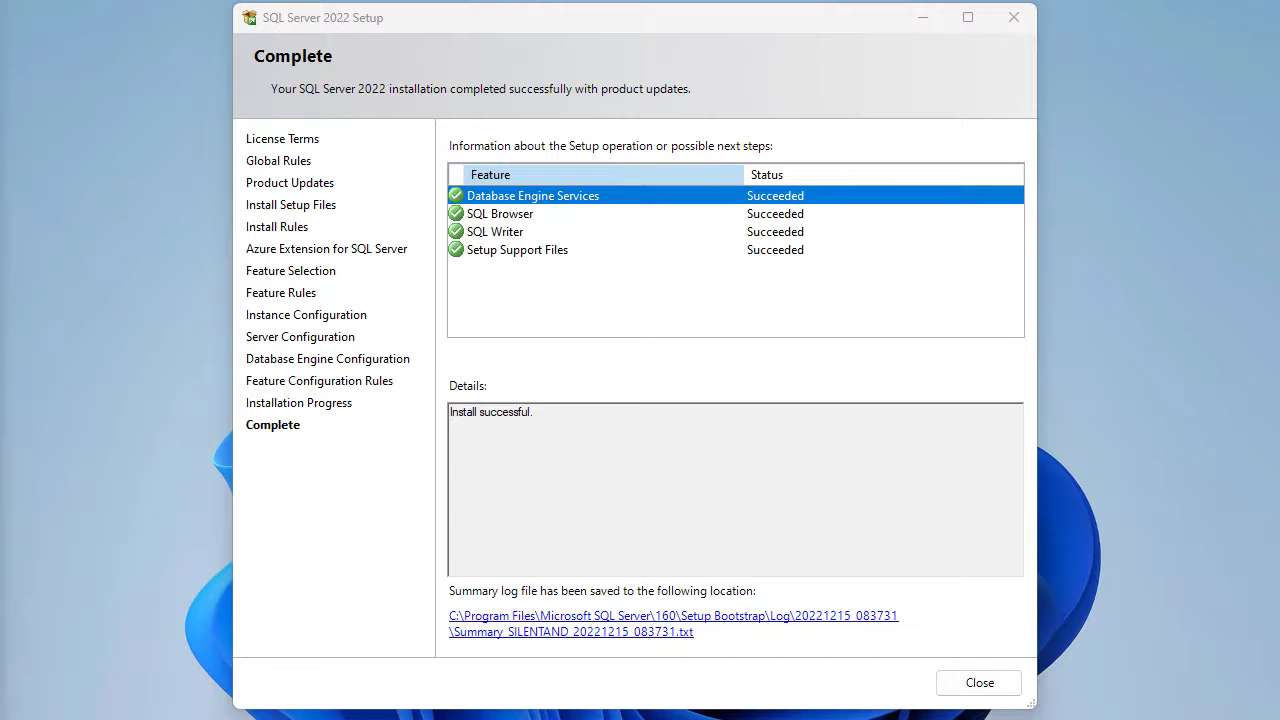 SQL Server 2022 Setup
Complete
Your SQL Server 2022 installation completed successfully with product updates.
License Terms
Global Rules
Product Updates
Install Setup Files
Install Rules
Azure Extension for SQL Server
Feature Selection
Feature Rules
Instance Configuration
Server Configuration
Database Engine Configuration
Feature Configuration Rules
Installation Progress
Complete
Information about the Setup operation or possible next steps:
Feature Status
Database Engine Services Succeeded
SQL Browser Succeeded
SQL Writer Succeeded
Setup Support Files Succeeded
Details:
Install successful.
Summary log file has been saved to the following location:
C:\Program Files\Microsoft SQL Server\160\Setup Bootstrap\Log\20221215_083731
\Summary_SILENTAND_20221215_083731.txt
Close